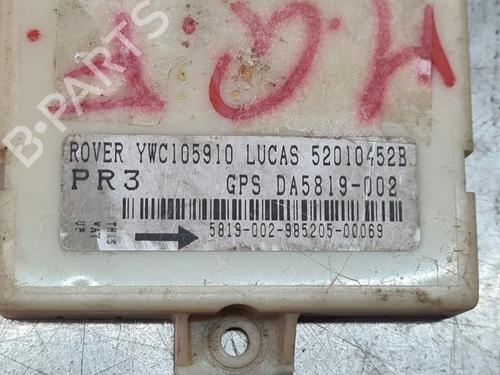 B-PARTS
ROVER YWC105910 LUCAS 52010452B
PR3 GPS DA5819-002
THIS WAY UP
5819-002-985205-00069